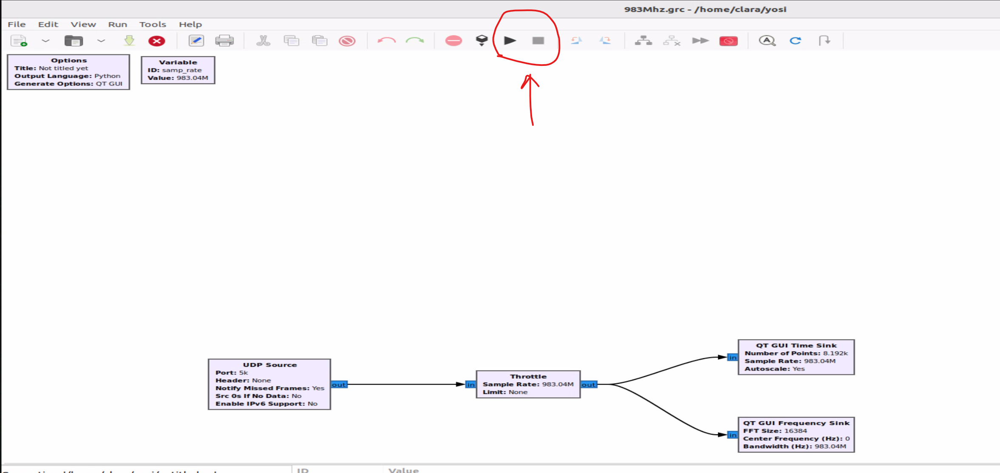 983Mhz.grc - /home/clara/yosi
File Edit View Run Tools Help
Options
Title: Not titled yet
Output Language: Python
Generate Options: QT GUI
Variable
ID: samp_rate
Value: 983.04M
UDP Source
Port: 5k
Header: None
Notify Missed Frames: Yes
Src 0s If No Data: No
Enable IPv6 Support: No
out
in
Throttle
Sample Rate: 983.04M
Limit: None
out
in
QT GUI Time Sink
Number of Points: 8.192k
Sample Rate: 983.04M
Autoscale: Yes
in
QT GUI Frequency Sink
FFT Size: 16384
Center Frequency (Hz): 0
Bandwidth (Hz): 983.04M
ID Value